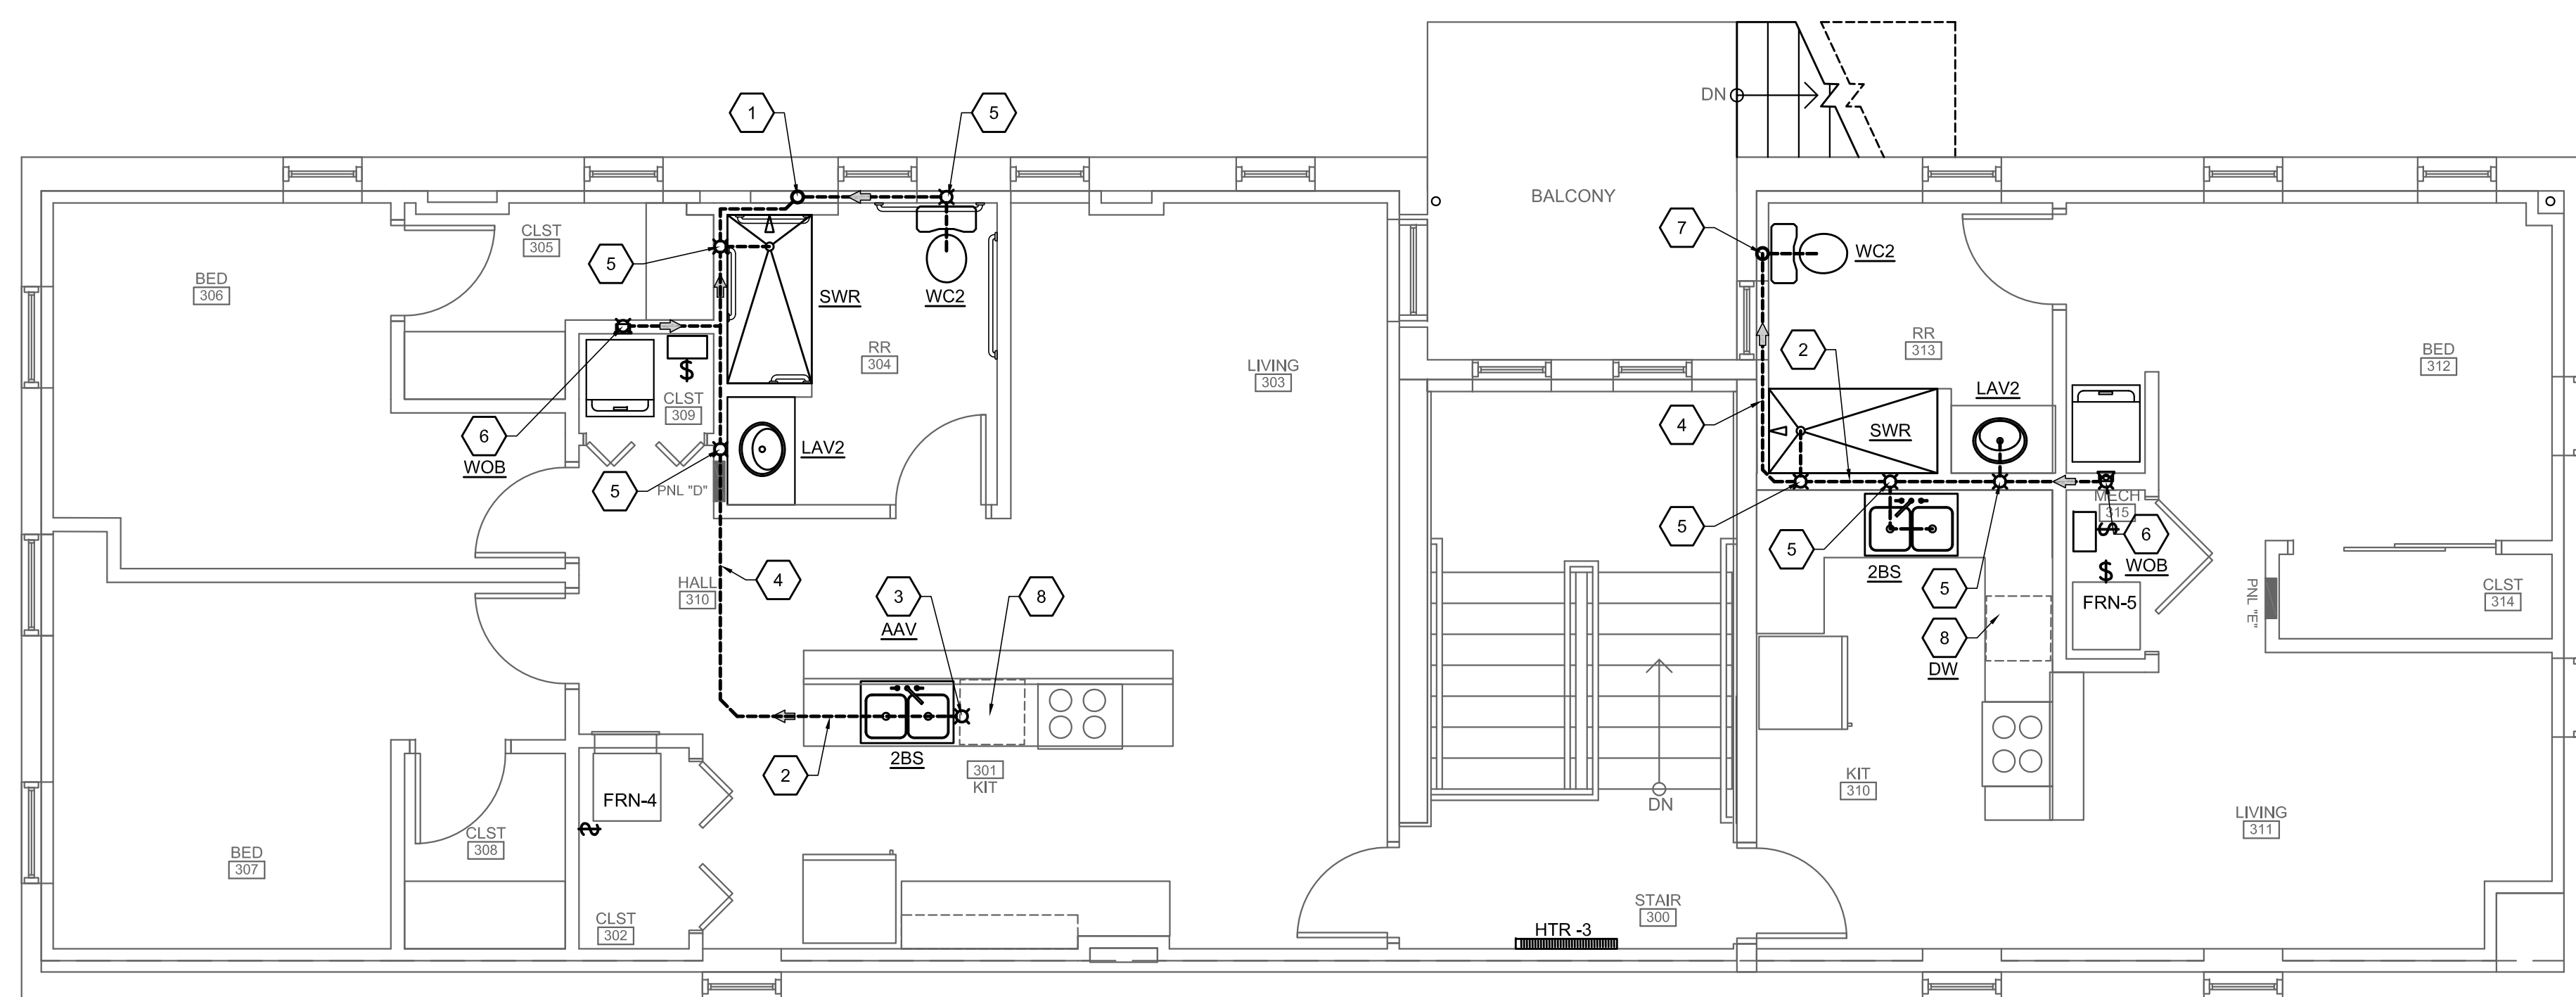 DN
1
5
BALCONY
CLST
305
7
5
BED
306
SWR
WC2
WC2
RR
304
LIVING
303
RR
313
2
BED
312
CLST
309
4
LAV2
SWR
6
WOB
LAV2
5
PNL "D"
5
5
MECH
315
6
WOB
HALL
310
4
3
AAV
8
2BS
5
FRN-5
PNL "E"
CLST
314
8
DW
2BS
2
301
KIT
FRN-4
KIT
310
DN
LIVING
311
CLST
308
BED
307
CLST
302
STAIR
300
HTR -3